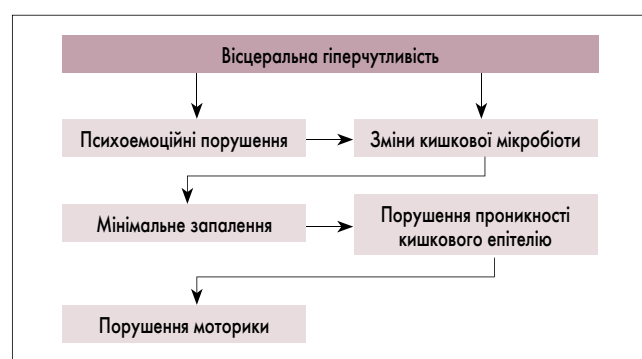 Вісцеральна гіперчутливість
Психоемоційні порушення
Зміни кишкової мікробіоти
Мінімальне запалення
Порушення проникності
кишкового епітелію
Порушення моторики